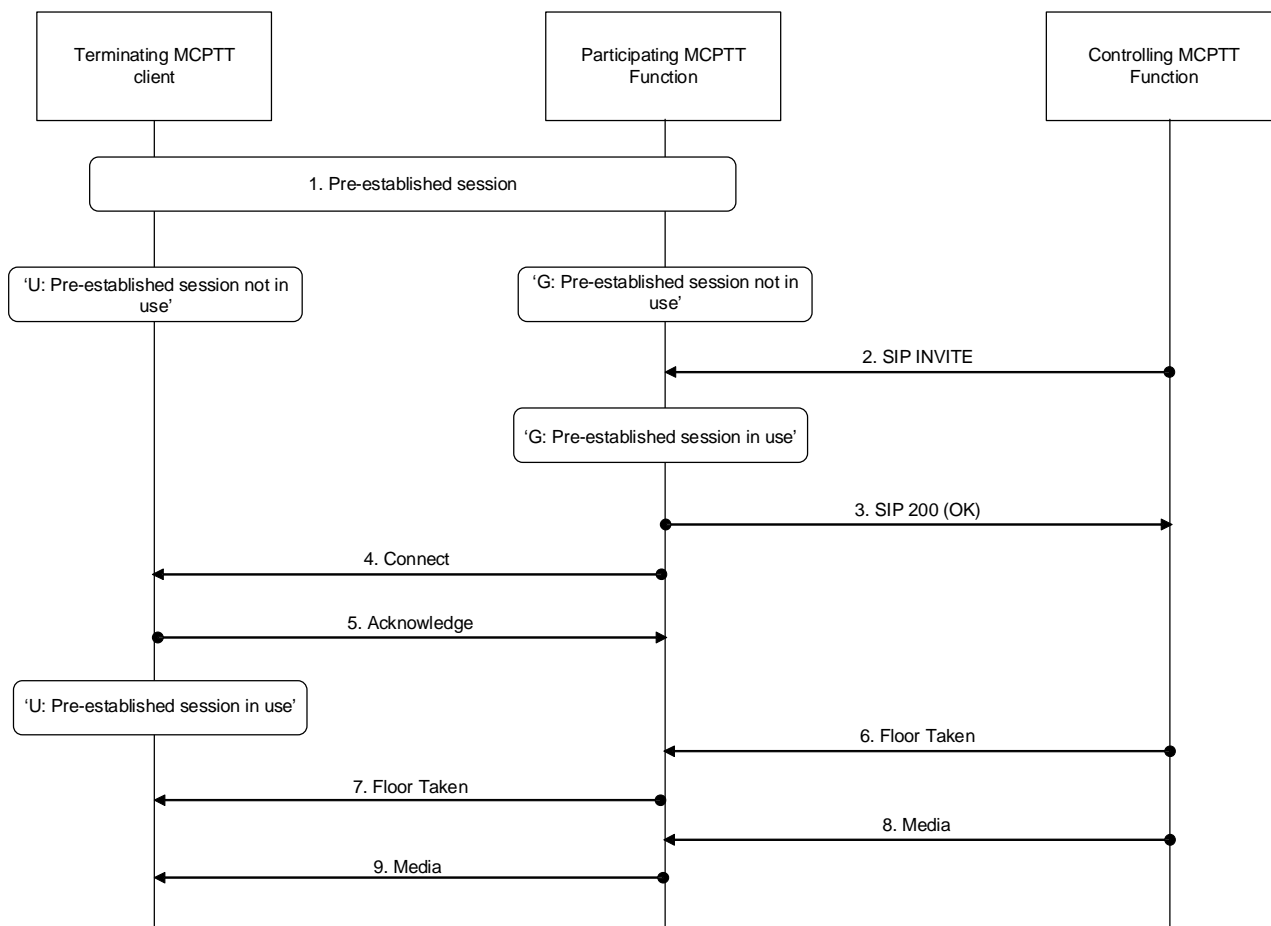 Terminating MCPTT
client
Participating MCPTT
Function
Controlling MCPTT
Function
1. Pre-established session
‘U: Pre-established session not in
use’
‘G: Pre-established session not in
use’
2. SIP INVITE
‘G: Pre-established session in use’
3. SIP 200 (OK)
4. Connect
5. Acknowledge
‘U: Pre-established session in use’
6. Floor Taken
7. Floor Taken
8. Media
9. Media